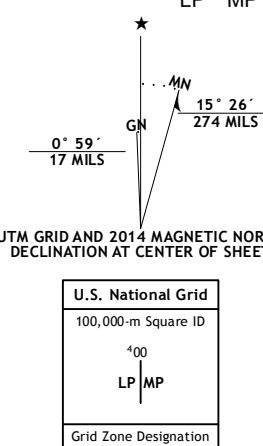 LP MP
★
MN
GN
15° 26´
274 MILS
0° 59´
17 MILS
UTM GRID AND 2014 MAGNETIC NOR
DECLINATION AT CENTER OF SHEET
U.S. National Grid
100,000-m Square ID
⁴00
LP MP
Grid Zone Designation